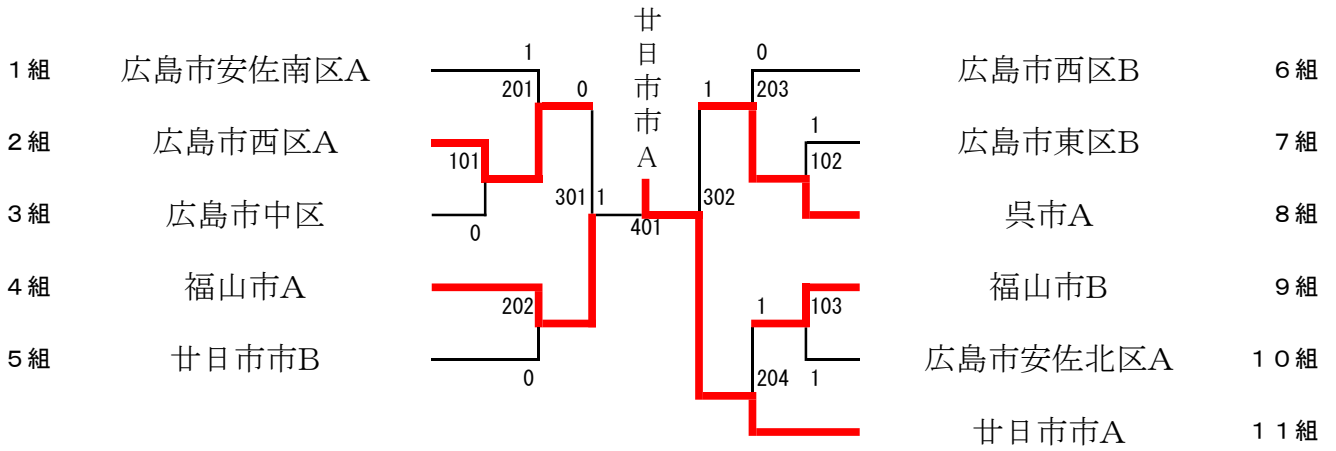 廿日市市A
1組 広島市安佐南区A 1 0 広島市西区B 6組
201 0 1 203
2組 広島市西区A 1 広島市東区B 7組
101 102
301 1 302
3組 広島市中区 0 401 呉市A 8組
4組 福山市A 福山市B 9組
202 1 103
5組 廿日市市B 0 広島市安佐北区A 10組
204 1
廿日市市A 11組